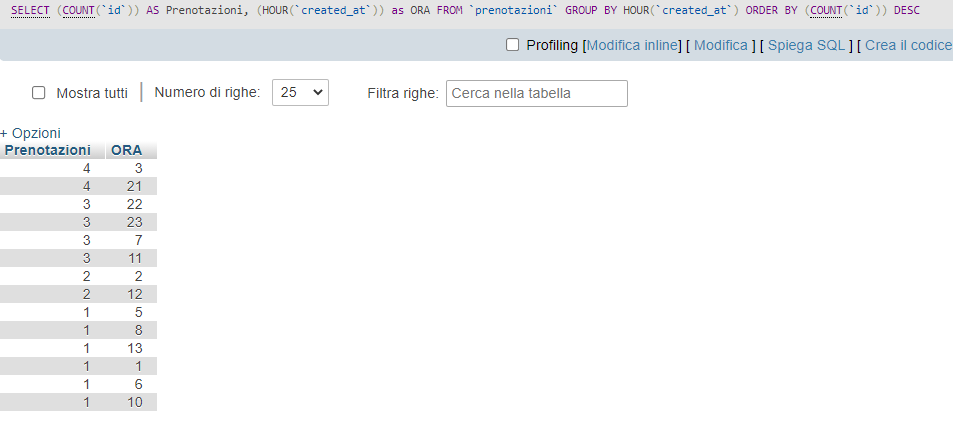 SELECT (COUNT(`id`)) AS Prenotazioni, (HOUR(`created_at`)) as ORA FROM `prenotazioni` GROUP BY HOUR(`created_at`) ORDER BY (COUNT(`id`)) DESC
Profiling [Modifica inline] [ Modifica ] [ Spiega SQL ] [ Crea il codice
Mostra tutti | Numero di righe: 25 Filtra righe: Cerca nella tabella
+ Opzioni
Prenotazioni ORA
4 3
4 21
3 22
3 23
3 7
3 11
2 2
2 12
1 5
1 8
1 13
1 1
1 6
1 10